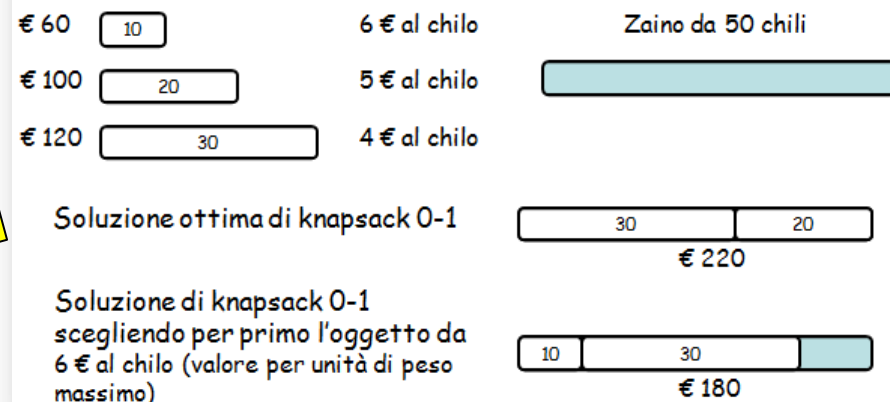 € 60 10 6 € al chilo Zaino da 50 chili
€ 100 20 5 € al chilo
€ 120 30 4 € al chilo
Soluzione ottima di knapsack 0-1 30 20
€ 220
Soluzione di knapsack 0-1
scegliendo per primo l'oggetto da
6 € al chilo (valore per unità di peso 10 30
massimo) € 180